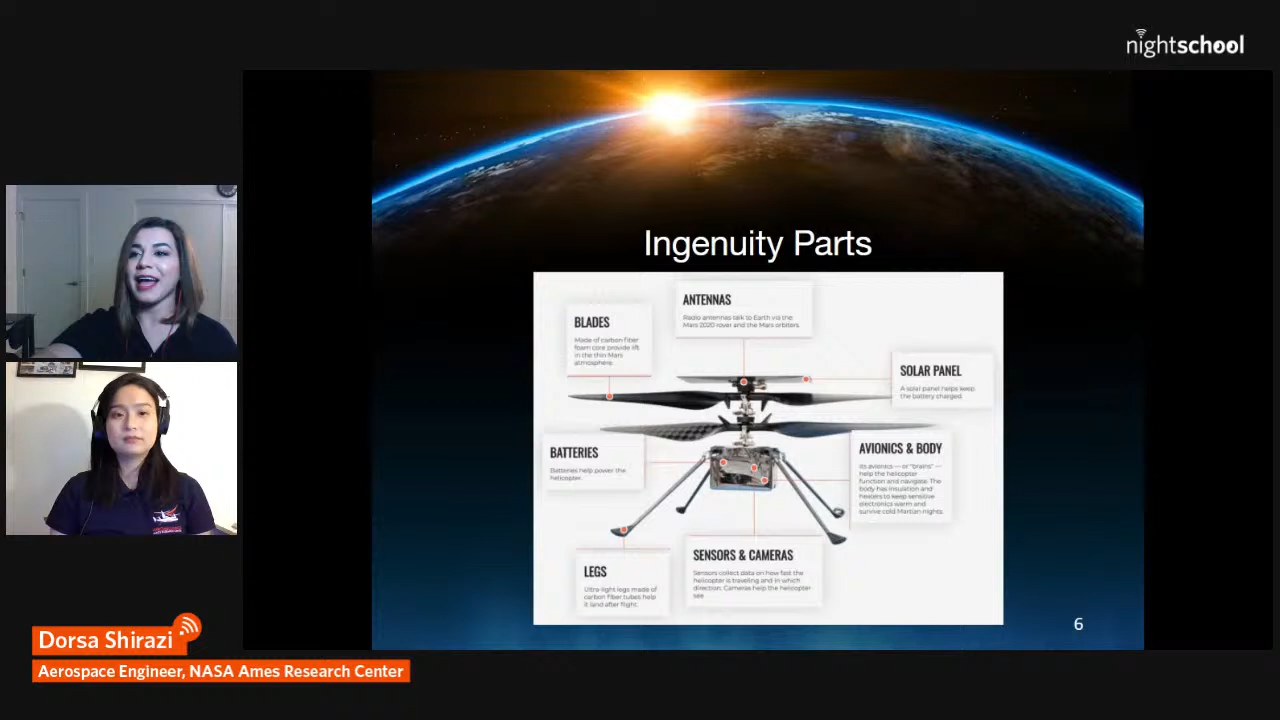 nightschool
Ingenuity Parts
ANTENNAS
Radio antennas talk to Earth via the
Mars 2020 rover and the Mars orbiters.
BLADES
Made of carbon fiber
foam core provide lift
in the thin Mars
atmosphere.
SOLAR PANEL
A solar panel helps keep
the battery charged.
BATTERIES
Batteries help power the
helicopter.
AVIONICS & BODY
Its avionics — or "brains" —
help the helicopter
function and navigate. The
body has insulation and
heaters to keep sensitive
electronics warm and
survive cold Martian nights.
SENSORS & CAMERAS
Sensors collect data on how fast the
helicopter is traveling and in which
direction. Cameras help the helicopter
see.
LEGS
Ultra-light legs made of
carbon fiber tubes help
it land after flight.
6
Dorsa Shirazi
Aerospace Engineer, NASA Ames Research Center